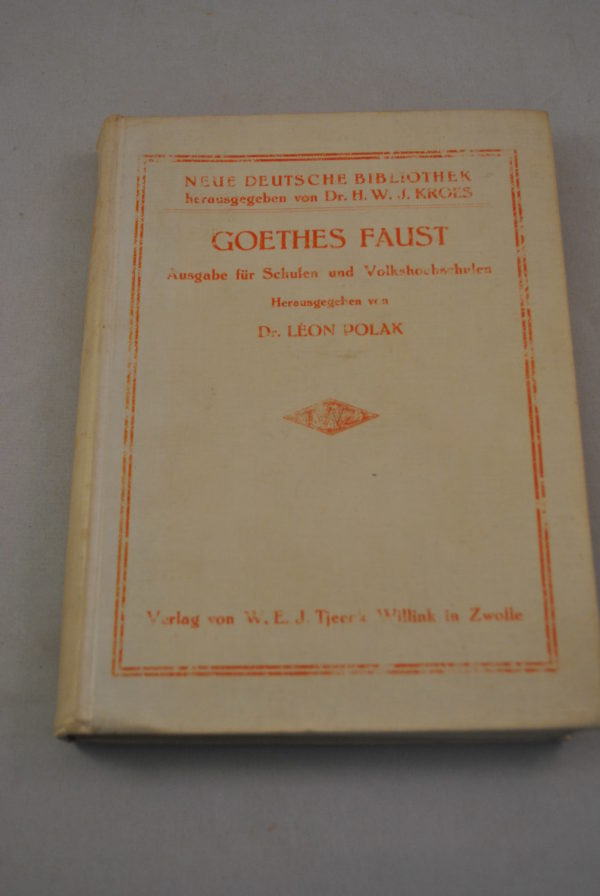 NEUE DEUTSCHE BIBLIOTHEK
herausgegeben von Dr. H. W. J. KROES
GOETHES FAUST
Ausgabe für Schulen und Volkshochschulen
Herausgegeben von
Dr. LÉON POLAK
Verlag von W. E. J. Tjeenk Willink in Zwolle